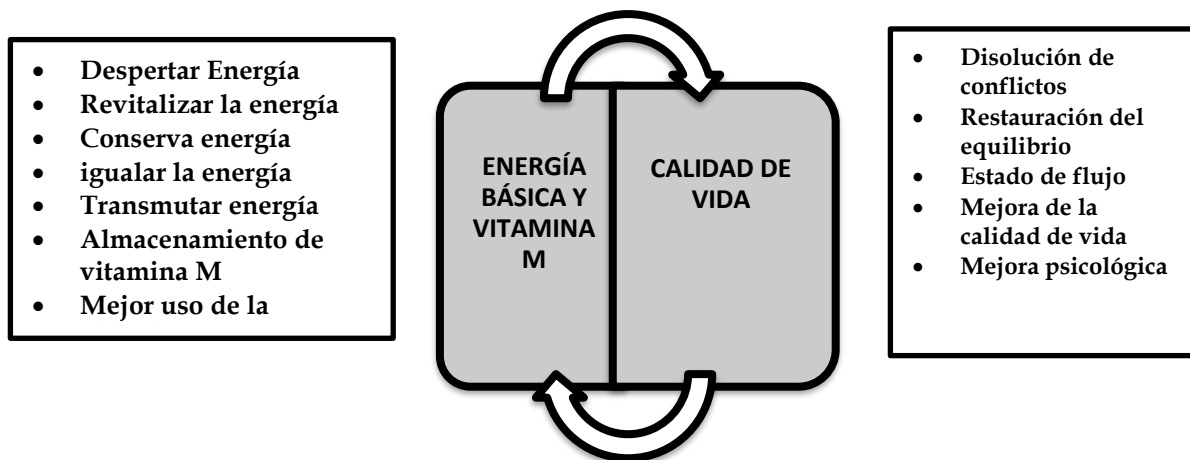 • Despertar Energía
• Revitalizar la energía
• Conserva energía
• igualar la energía
• Transmutar energía
• Almacenamiento de
vitamina M
• Mejor uso de la
ENERGÍA
BÁSICA Y
VITAMINA
M
CALIDAD DE
VIDA
• Disolución de
conflictos
• Restauración del
equilibrio
• Estado de flujo
• Mejora de la
calidad de vida
• Mejora psicológica